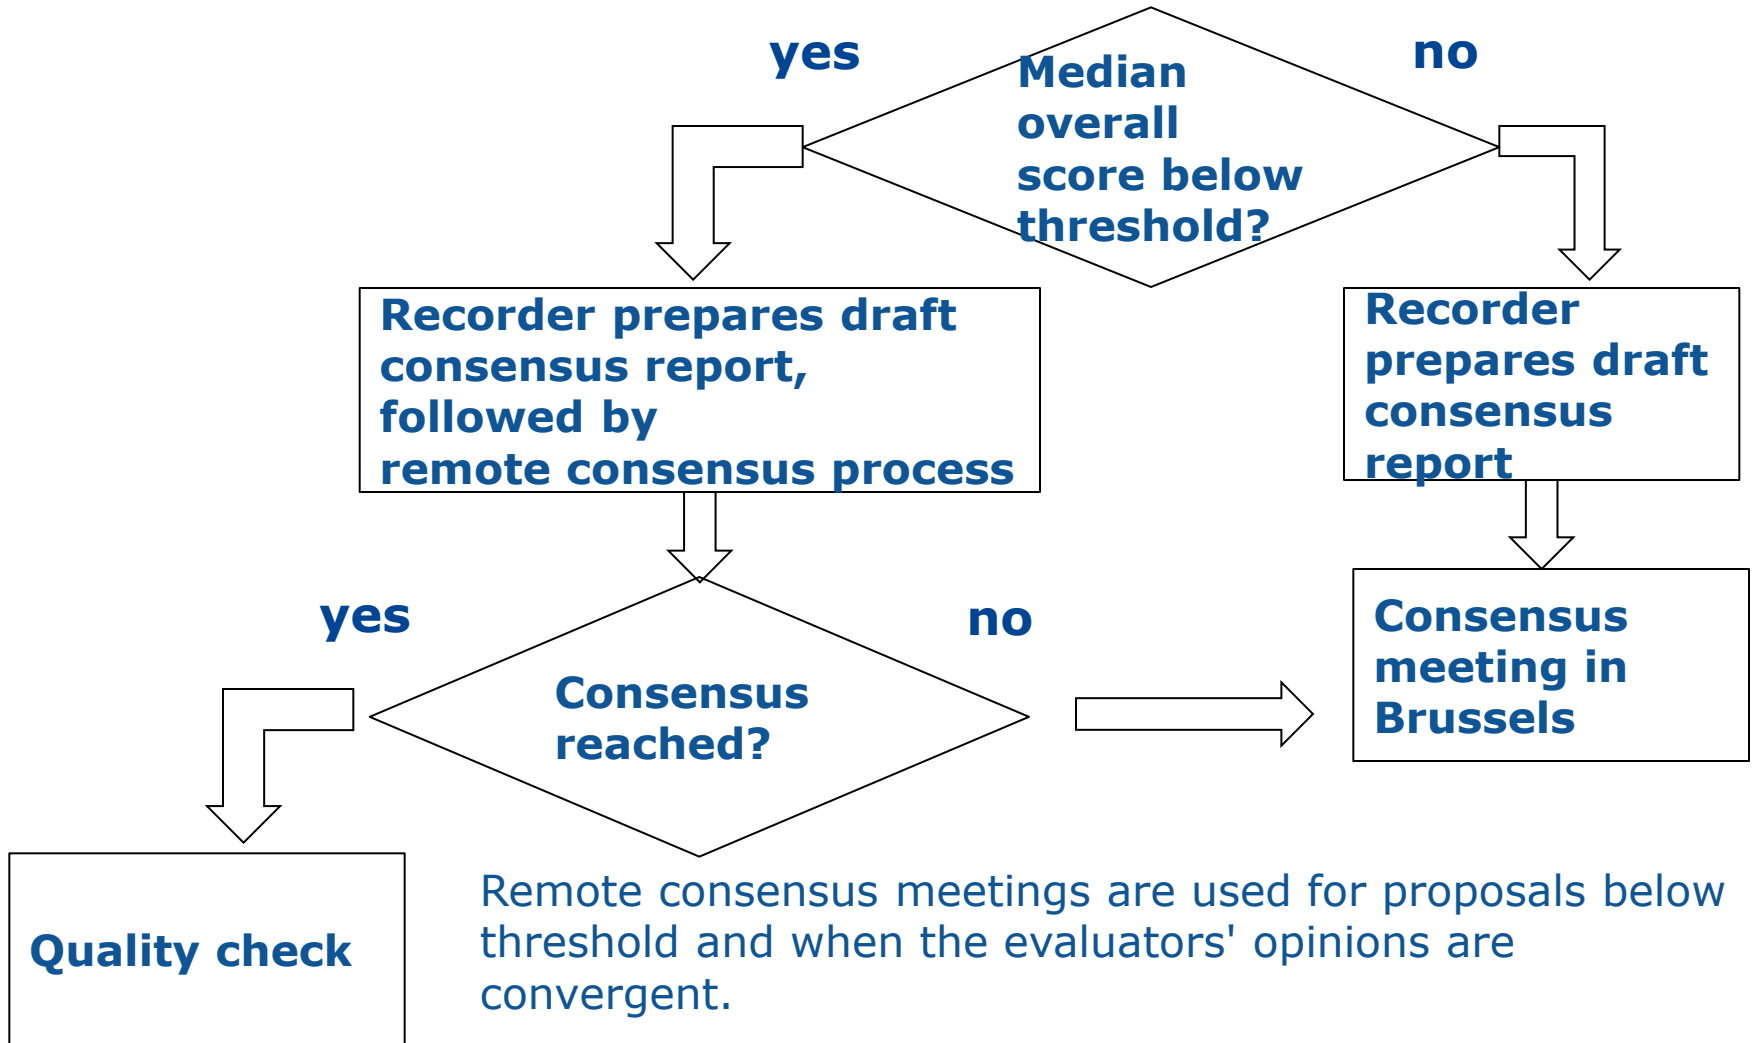 yes
no
Median
overall
score below
threshold?
Recorder prepares draft
consensus report,
followed by
remote consensus process
Recorder
prepares draft
consensus
report
yes
no
Consensus
reached?
Consensus
meeting in
Brussels
Quality check
Remote consensus meetings are used for proposals below
threshold and when the evaluators' opinions are
convergent.